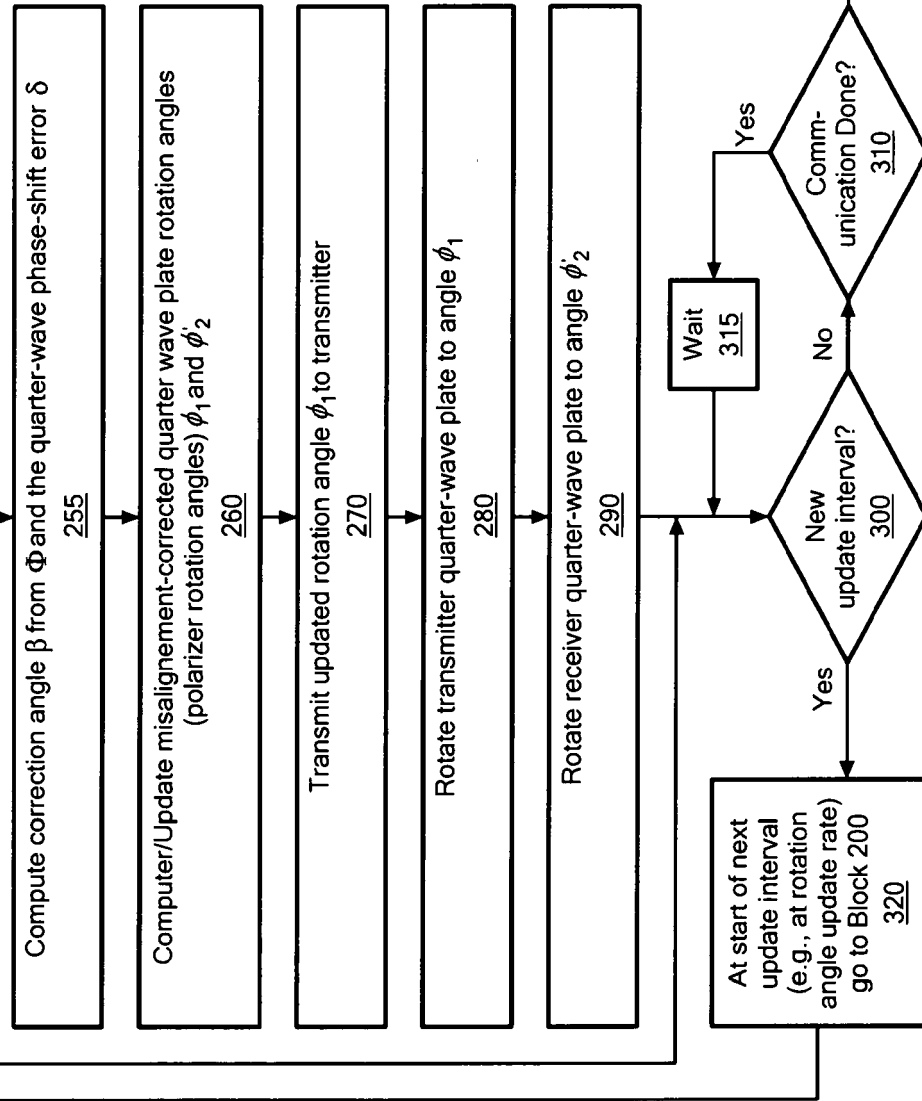 Compute correction angle β from Φ and the quarter-wave phase-shift error δ
255
Computer/Update misalignement-corrected quarter wave plate rotation angles
(polarizer rotation angles) ϕ₁ and ϕ'₂
260
Transmit updated rotation angle ϕ₁ to transmitter
270
Rotate transmitter quarter-wave plate to angle ϕ₁
280
Rotate receiver quarter-wave plate to angle ϕ'₂
290
At start of next
update interval
(e.g., at rotation
angle update rate)
go to Block 200
320
Yes
New
update interval?
300
No
Wait
315
Yes
Comm-
unication Done?
310